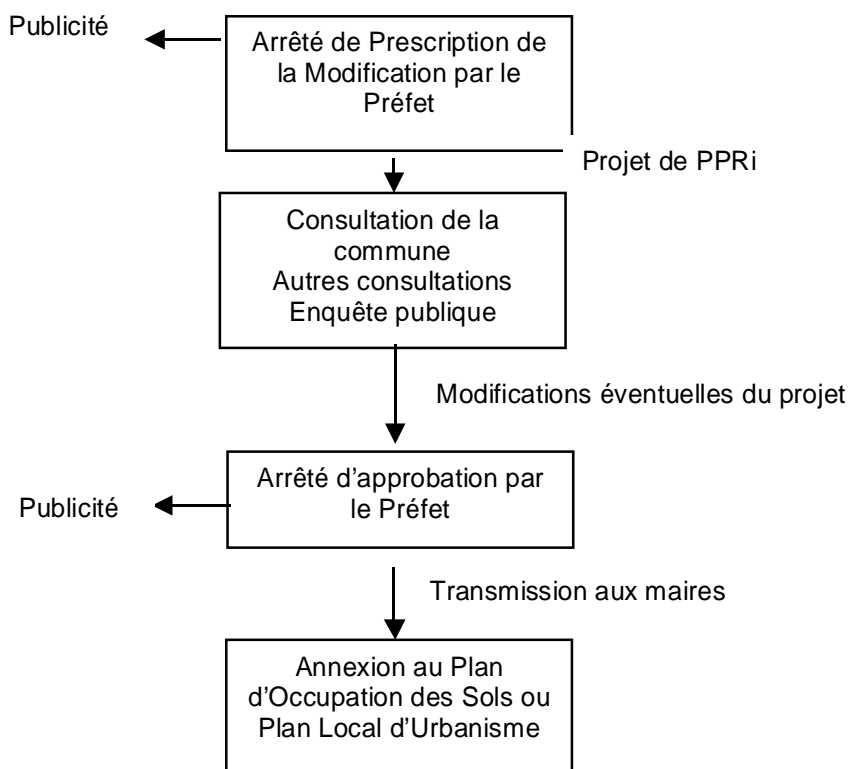 Publicité
Arrêté de Prescription de
la Modification par le
Préfet
Projet de PPRi
Consultation de la
commune
Autres consultations
Enquête publique
Modifications éventuelles du projet
Arrêté d’approbation par
le Préfet
Publicité
Transmission aux maires
Annexion au Plan
d’Occupation des Sols ou
Plan Local d’Urbanisme